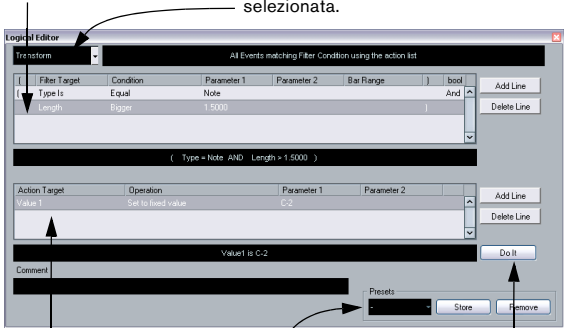 selezionata.
Logical Editor
Transform
All Events matching Filter Condition using the action list
( Filter Target Condition Parameter 1 Parameter 2 Bar Range ) bool
( Type Is Equal Note And
Length Bigger 1.5000 )
Add Line
Delete Line
( Type = Note AND Length > 1.5000 )
Action Target Operation Parameter 1 Parameter 2
Value 1 Set to fixed value C-2
Add Line
Delete Line
Value1 is C-2
Do It
Comment
Presets
- Store Remove